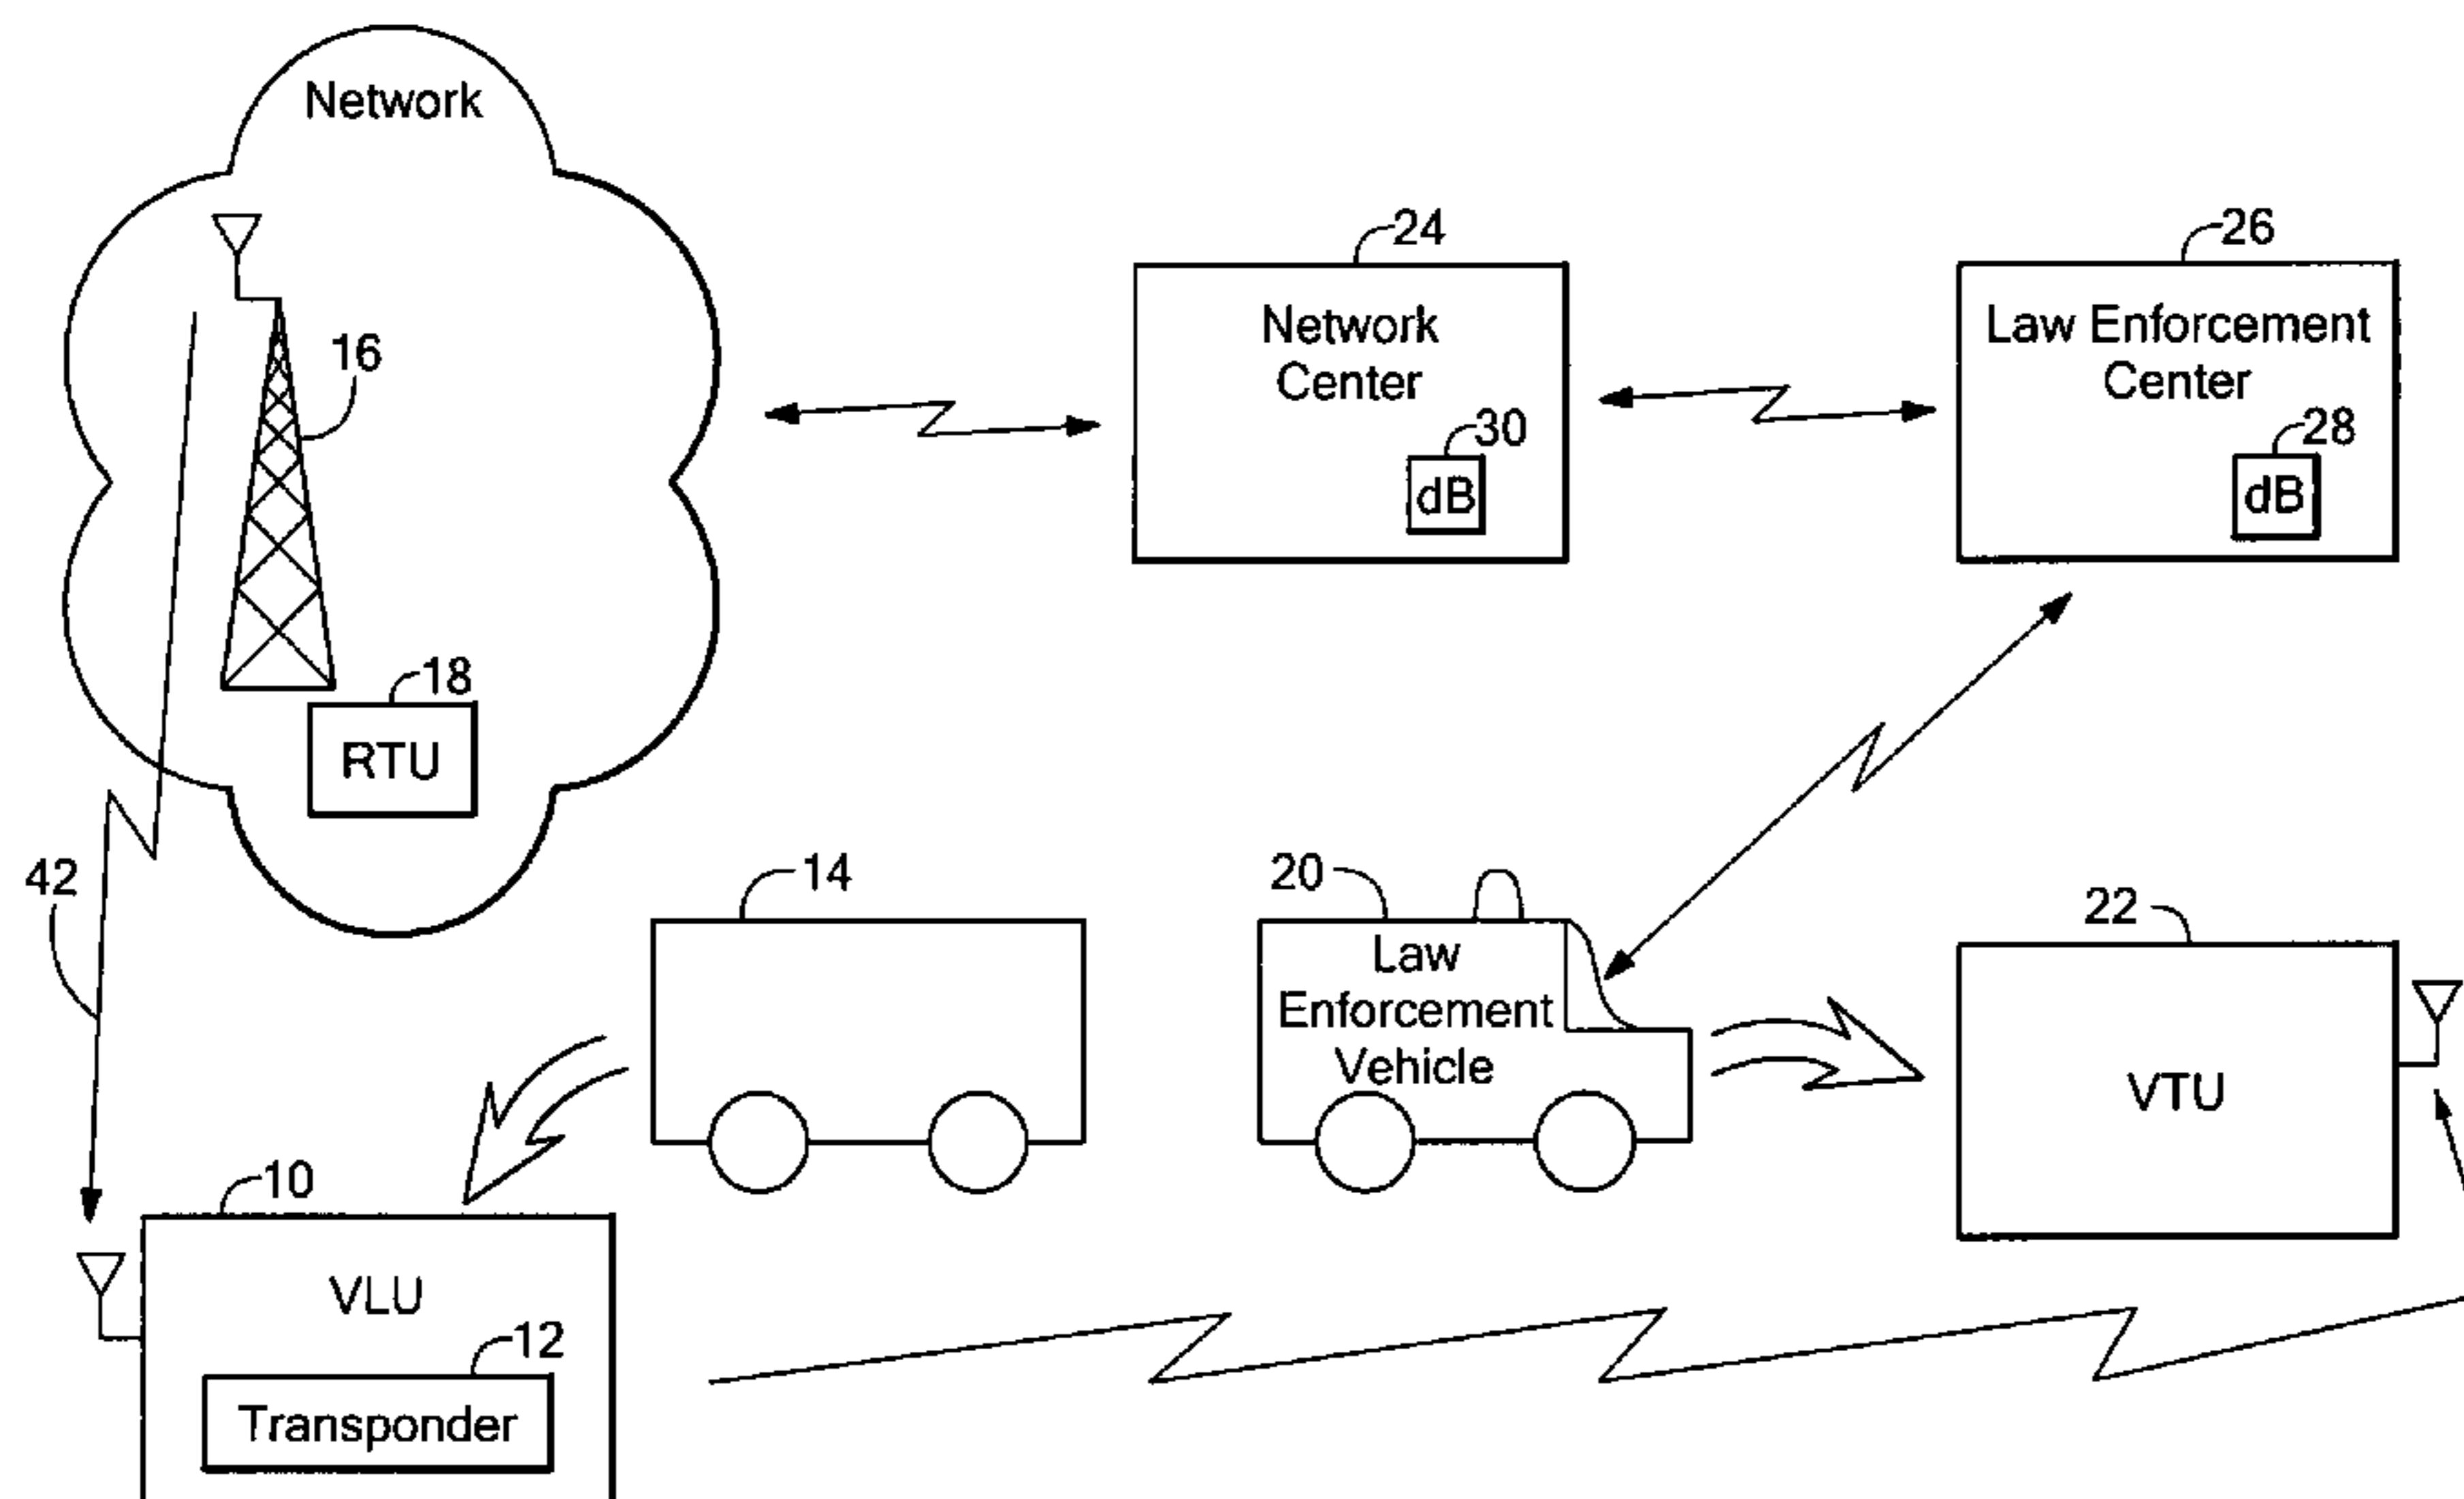 Network
24
26
Network
Center
Law Enforcement
Center
16
30
28
dB
dB
18
RTU
42
14
20
22
Law
Enforcement
Vehicle
VTU
10
VLU
12
Transponder